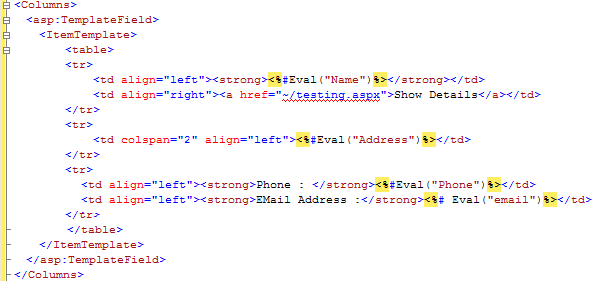 <Columns>
<asp:TemplateField>
<ItemTemplate>
<table>
<tr>
<td align="left"><strong><%#Eval("Name")%></strong></td>
<td align="right"><a href="~/testing.aspx">Show Details</a></td>
</tr>
<tr>
<td colspan="2" align="left"><%#Eval("Address")%></td>
</tr>
<tr>
<td align="left"><strong>Phone : </strong><%#Eval("Phone")%></td>
<td align="left"><strong>EMail Address :</strong><%# Eval("email")%></td>
</tr>
</table>
</ItemTemplate>
</asp:TemplateField>
</Columns>